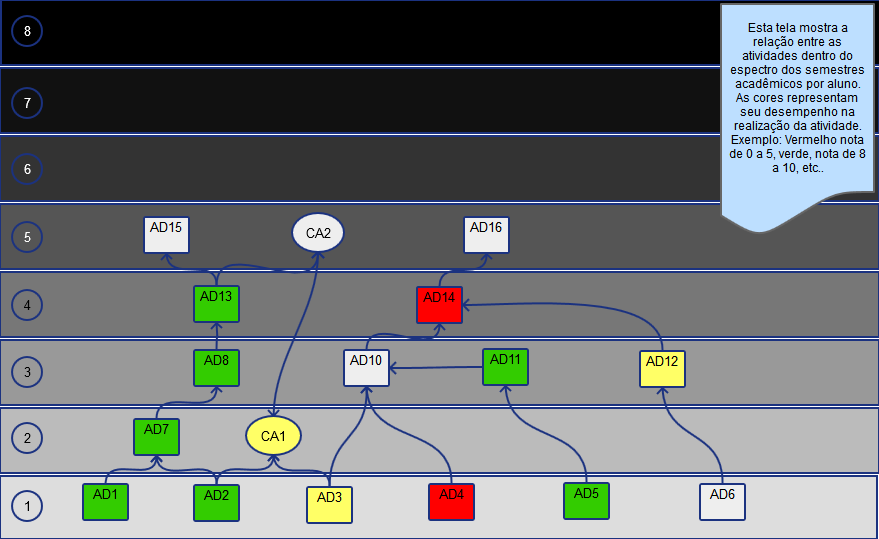 8
Esta tela mostra a
relação entre as
atividades dentro do
espectro dos semestres
acadêmicos por aluno.
As cores representam
seu desempenho na
realização da atividade.
Exemplo: Vermelho nota
de 0 a 5, verde, nota de 8
a 10, etc..
7
6
5
AD15
CA2
AD16
4
AD13
AD14
3
AD8
AD10
AD11
AD12
2
AD7
CA1
1
AD1
AD2
AD3
AD4
AD5
AD6